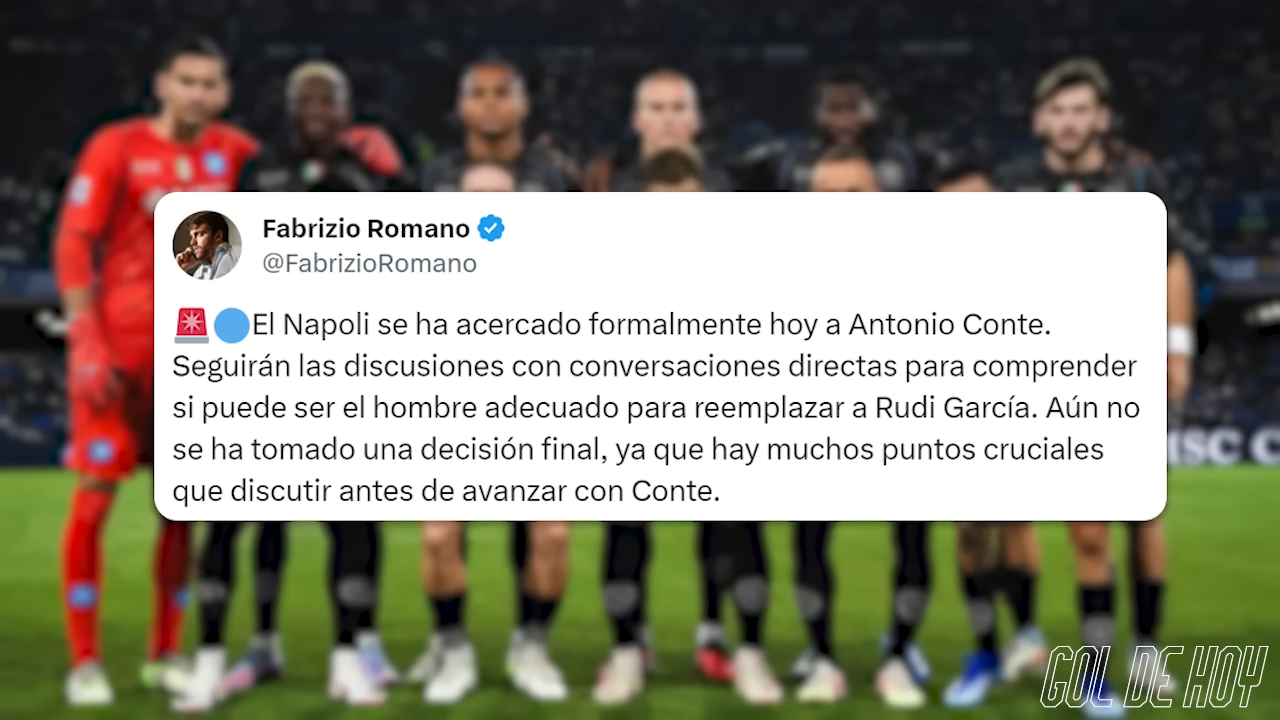 Fabrizio Romano
@FabrizioRomano
🚨🔵El Napoli se ha acercado formalmente hoy a Antonio Conte.
Seguirán las discusiones con conversaciones directas para comprender
si puede ser el hombre adecuado para reemplazar a Rudi García. Aún no
se ha tomado una decisión final, ya que hay muchos puntos cruciales
que discutir antes de avanzar con Conte.
MSC C
GOL DE HOY